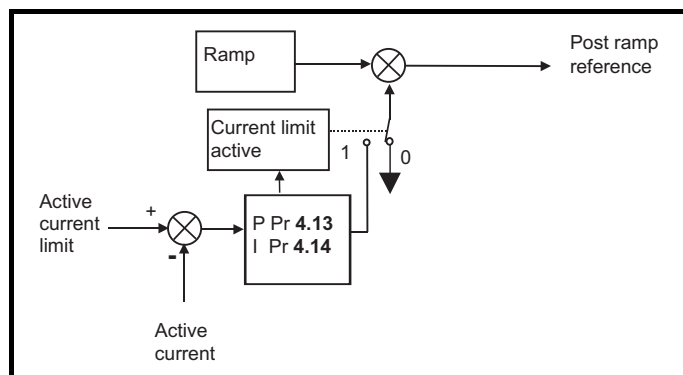 Ramp
Post ramp
reference
Current limit
active
1
0
Active
current
limit
+
-
P Pr 4.13
I Pr 4.14
Active
current